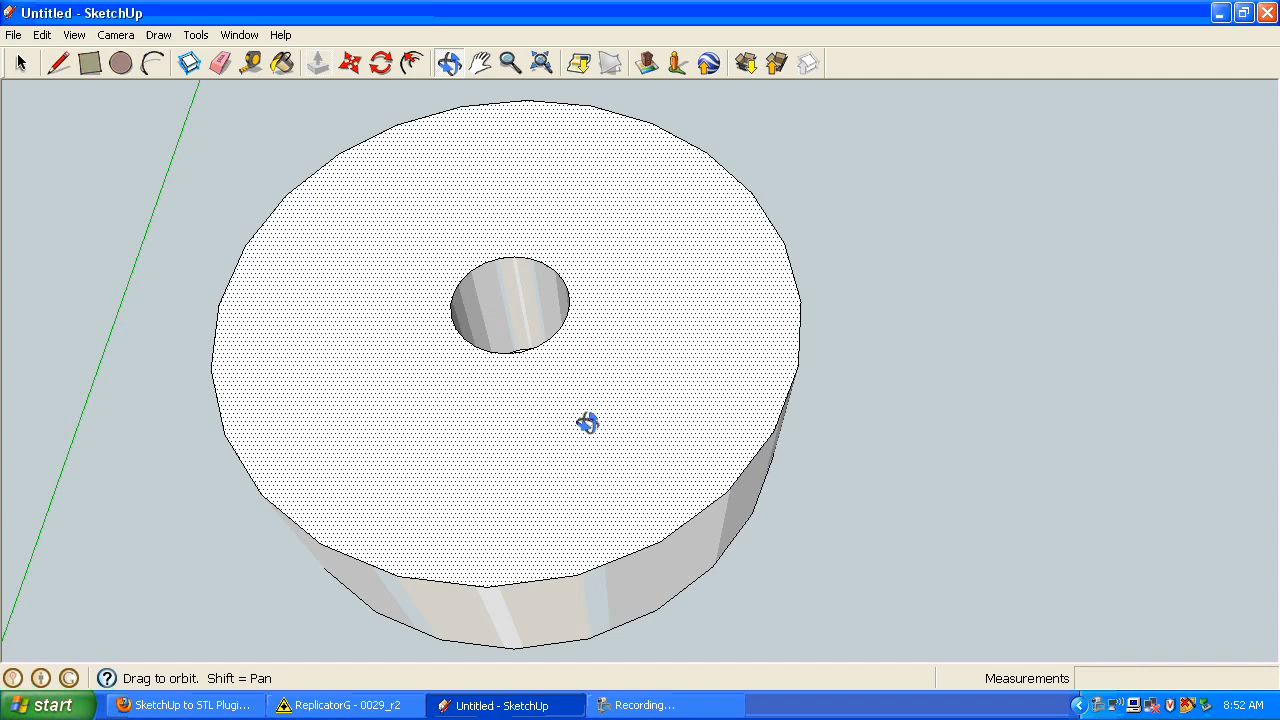 Untitled - SketchUp
File Edit View Camera Draw Tools Window Help
Drag to orbit. Shift = Pan
Measurements
start
SketchUp to STL Plugi...
ReplicatorG - 0029_r2
Untitled - SketchUp
Recording...
8:52 AM